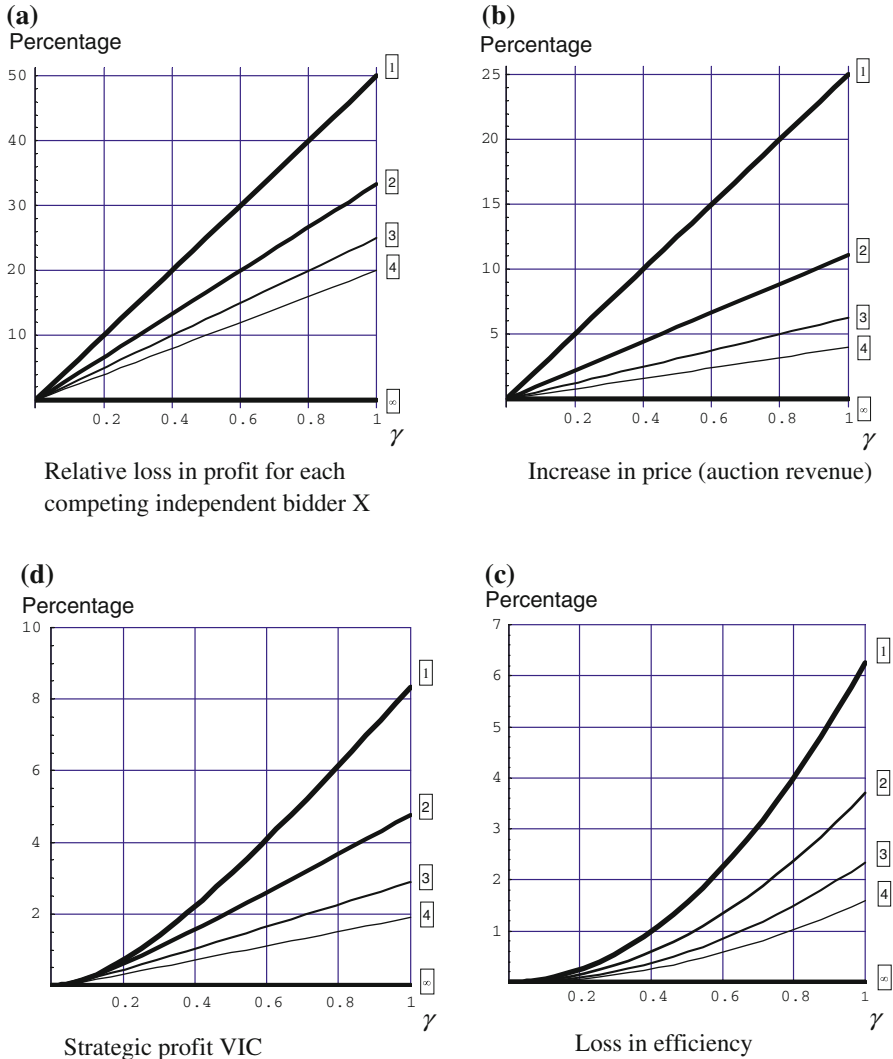 (a)
Percentage
50
40
30
20
10
0.2 0.4 0.6 0.8 1
γ
1
2
3
4
∞
Relative loss in profit for each
competing independent bidder X
(b)
Percentage
25
20
15
10
5
0.2 0.4 0.6 0.8 1
γ
1
2
3
4
∞
Increase in price (auction revenue)
(d)
Percentage
10
8
6
4
2
0.2 0.4 0.6 0.8 1
γ
1
2
3
4
∞
Strategic profit VIC
(c)
Percentage
7
6
5
4
3
2
1
0.2 0.4 0.6 0.8 1
γ
1
2
3
4
∞
Loss in efficiency